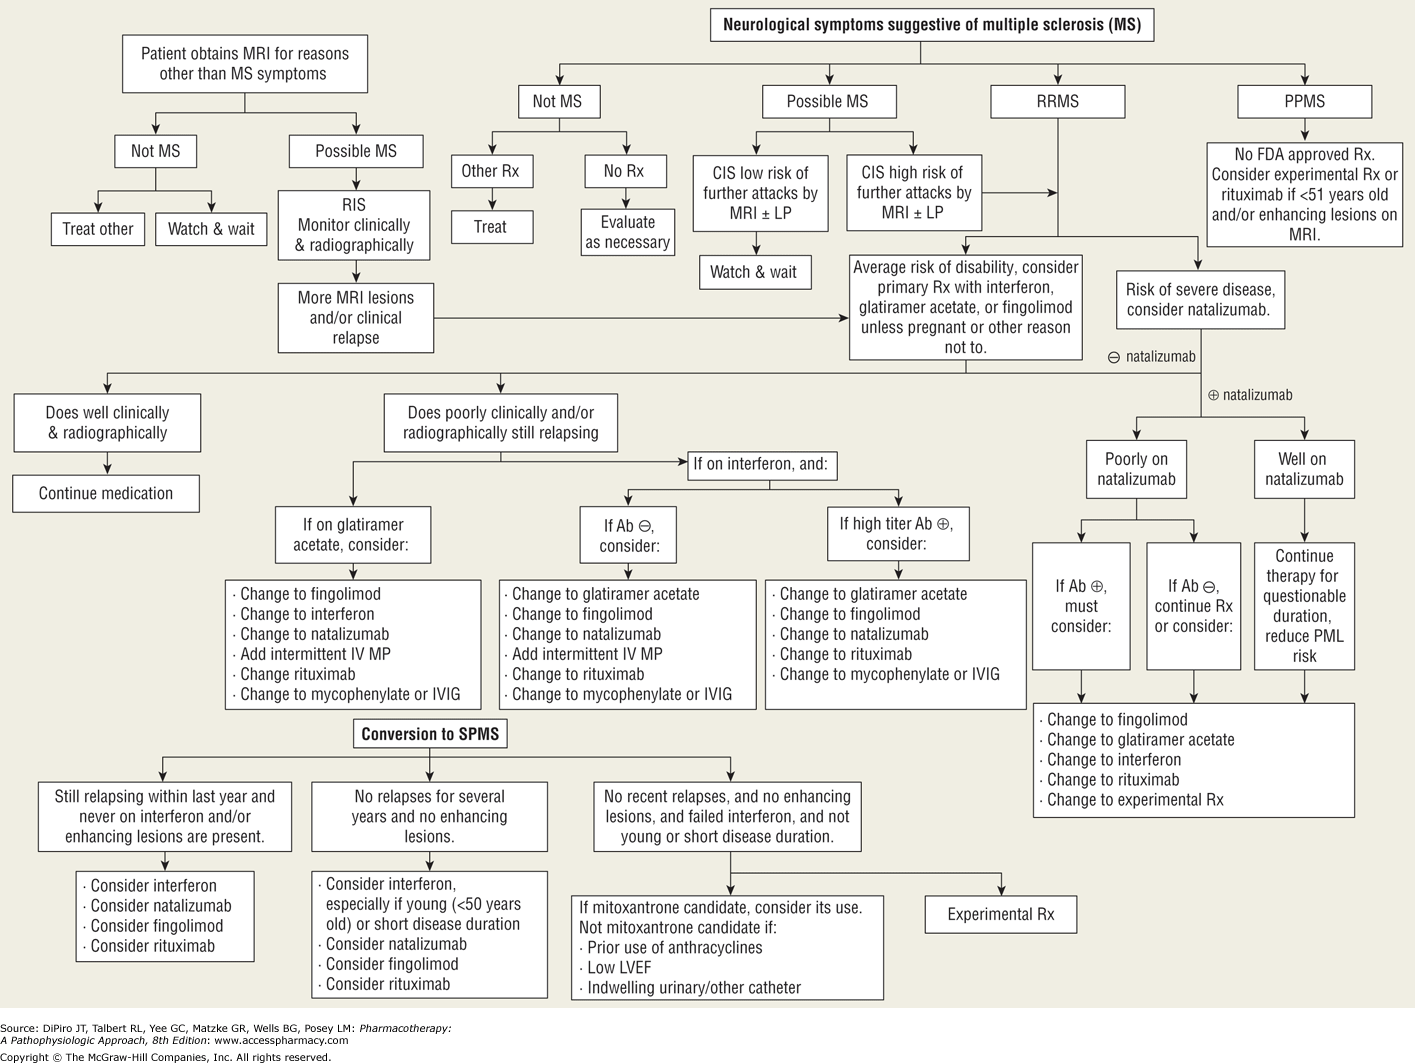 Neurological symptoms suggestive of multiple sclerosis (MS)
Patient obtains MRI for reasons
other than MS symptoms
Not MS
Possible MS
Treat other
Watch & wait
RIS
Monitor clinically
& radiographically
More MRI lesions
and/or clinical
relapse
Not MS
Possible MS
RRMS
PPMS
Other Rx
No Rx
Treat
Evaluate
as necessary
CIS low risk of
further attacks by
MRI ± LP
CIS high risk of
further attacks by
MRI ± LP
Watch & wait
No FDA approved Rx.
Consider experimental Rx or
rituximab if <51 years old
and/or enhancing lesions on
MRI.
Average risk of disability, consider
primary Rx with interferon,
glatiramer acetate, or fingolimod
unless pregnant or other reason
not to.
Risk of severe disease,
consider natalizumab.
⊖ natalizumab
⊕ natalizumab
Does well clinically
& radiographically
Continue medication
Does poorly clinically and/or
radiographically still relapsing
If on interferon, and:
If on glatiramer
acetate, consider:
If Ab ⊖,
consider:
If high titer Ab ⊕,
consider:
· Change to fingolimod
· Change to interferon
· Change to natalizumab
· Add intermittent IV MP
· Change rituximab
· Change to mycophenylate or IVIG
· Change to glatiramer acetate
· Change to fingolimod
· Change to natalizumab
· Add intermittent IV MP
· Change to rituximab
· Change to mycophenylate or IVIG
· Change to glatiramer acetate
· Change to fingolimod
· Change to natalizumab
· Change to rituximab
· Change to mycophenylate or IVIG
Poorly on
natalizumab
Well on
natalizumab
If Ab ⊕,
must
consider:
If Ab ⊖,
continue Rx
or consider:
Continue
therapy for
questionable
duration,
reduce PML
risk
· Change to fingolimod
· Change to glatiramer acetate
· Change to interferon
· Change to rituximab
· Change to experimental Rx
Conversion to SPMS
Still relapsing within last year and
never on interferon and/or
enhancing lesions are present.
No relapses for several
years and no enhancing
lesions.
No recent relapses, and no enhancing
lesions, and failed interferon, and not
young or short disease duration.
· Consider interferon
· Consider natalizumab
· Consider fingolimod
· Consider rituximab
· Consider interferon,
especially if young (<50 years
old) or short disease duration
· Consider natalizumab
· Consider fingolimod
· Consider rituximab
If mitoxantrone candidate, consider its use.
Not mitoxantrone candidate if:
· Prior use of anthracyclines
· Low LVEF
· Indwelling urinary/other catheter
Experimental Rx
Source: DiPiro JT, Talbert RL, Yee GC, Matzke GR, Wells BG, Posey LM: Pharmacotherapy:
A Pathophysiologic Approach, 8th Edition: www.accesspharmacy.com
Copyright © The McGraw-Hill Companies, Inc. All rights reserved.